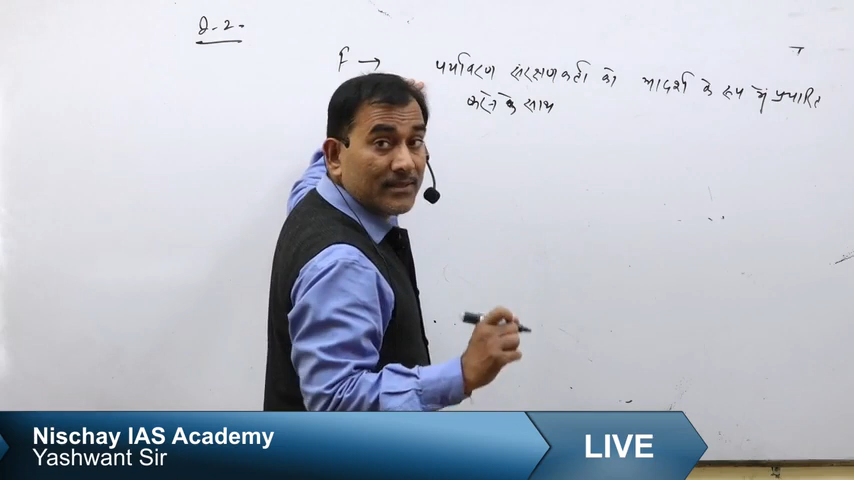 Q.2.
F → पर्यावरण संरक्षणकर्ता को आदर्श के रूप में प्रचारित
करने के साथ
Nischay IAS Academy
Yashwant Sir
LIVE